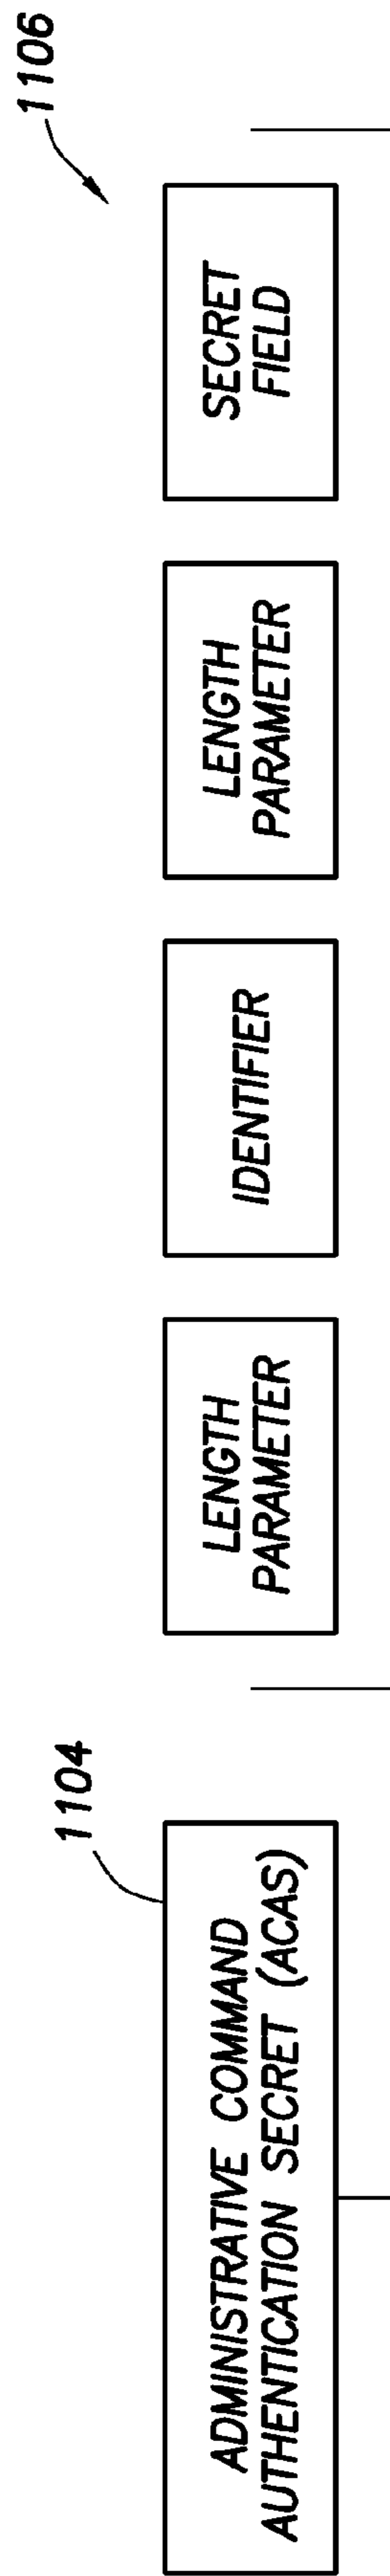 1104
ADMINISTRATIVE COMMAND
AUTHENTICATION SECRET (ACAS)
LENGTH
PARAMETER
IDENTIFIER
LENGTH
PARAMETER
SECRET
FIELD
1106